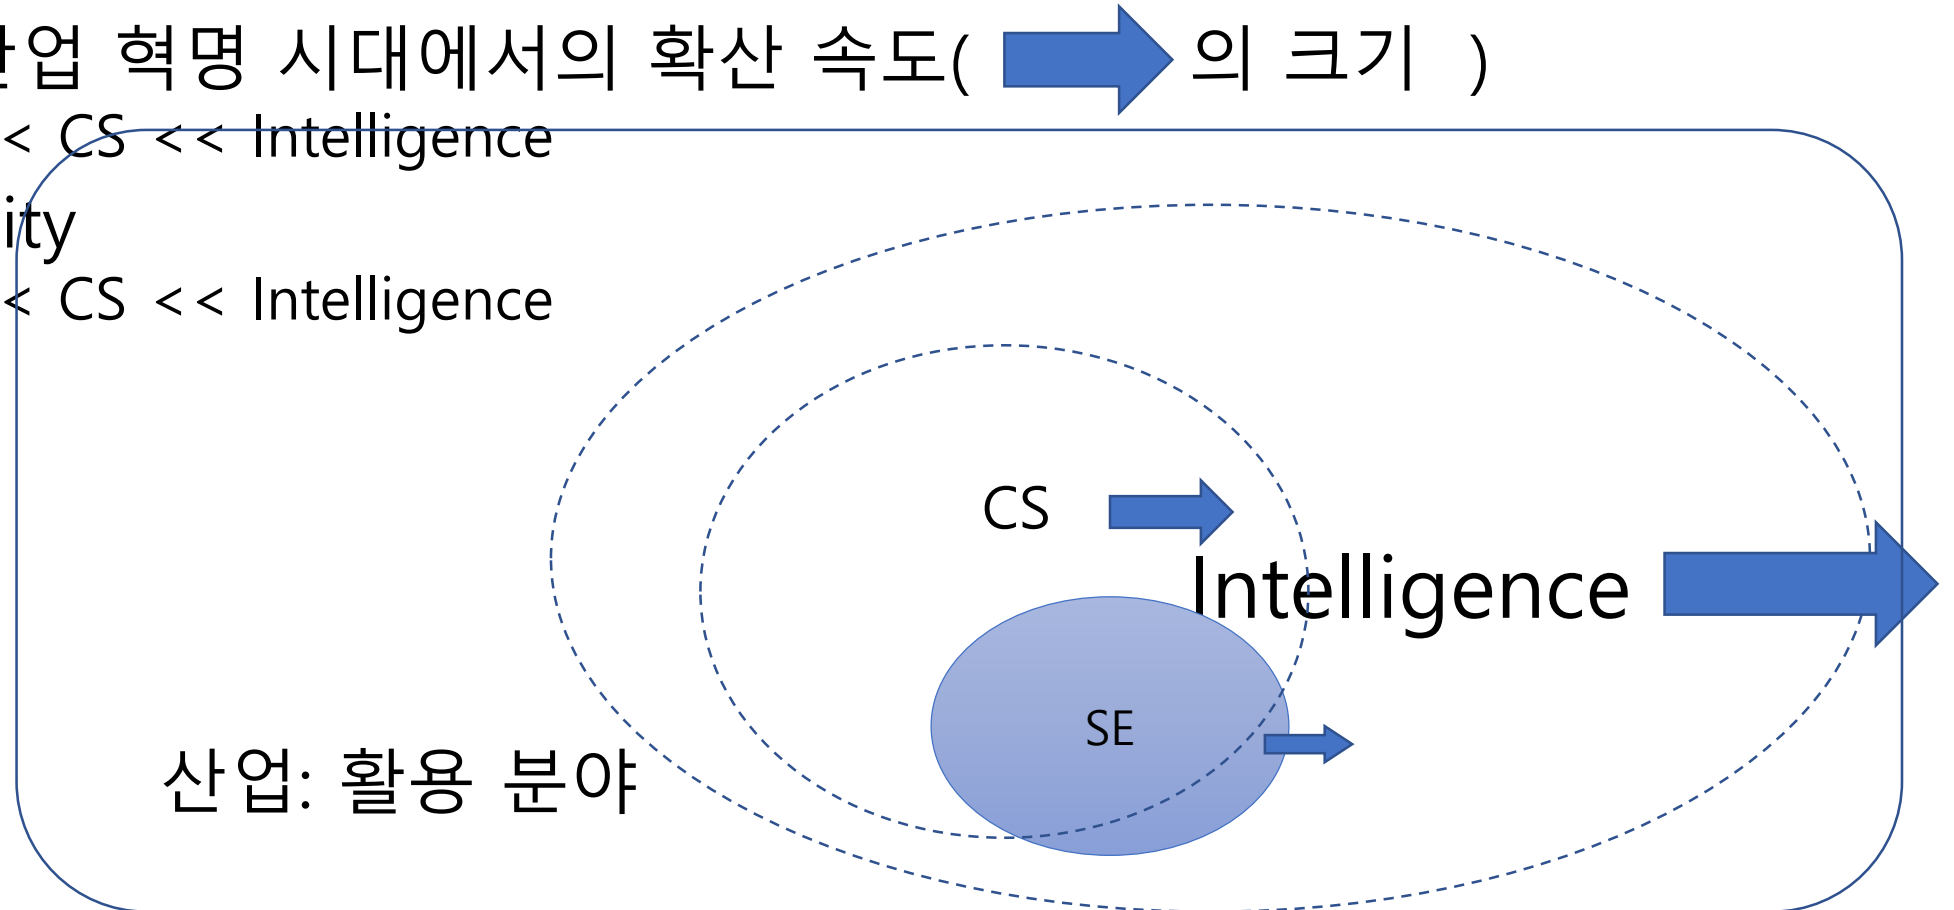 업 혁명 시대에서의 확산 속도( 의 크기 )
< CS << Intelligence
ity
< CS << Intelligence
CS
Intelligence
SE
산업: 활용 분야